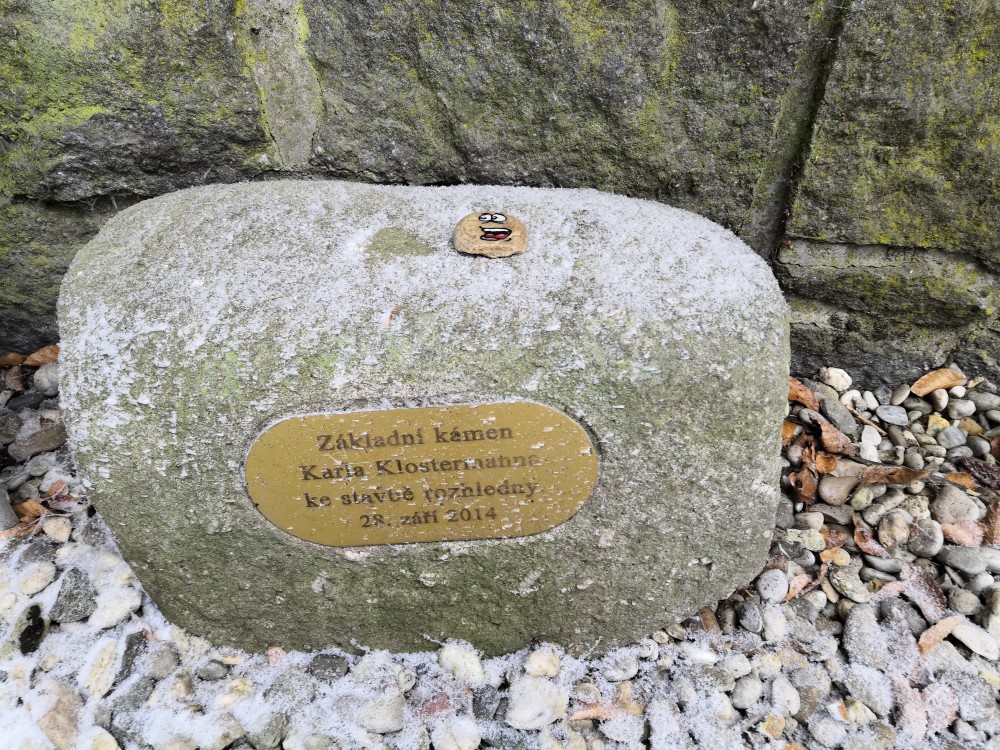 Základní kámen
Karla Klostermanna
ke stavbě rozhledny
28. září 2014